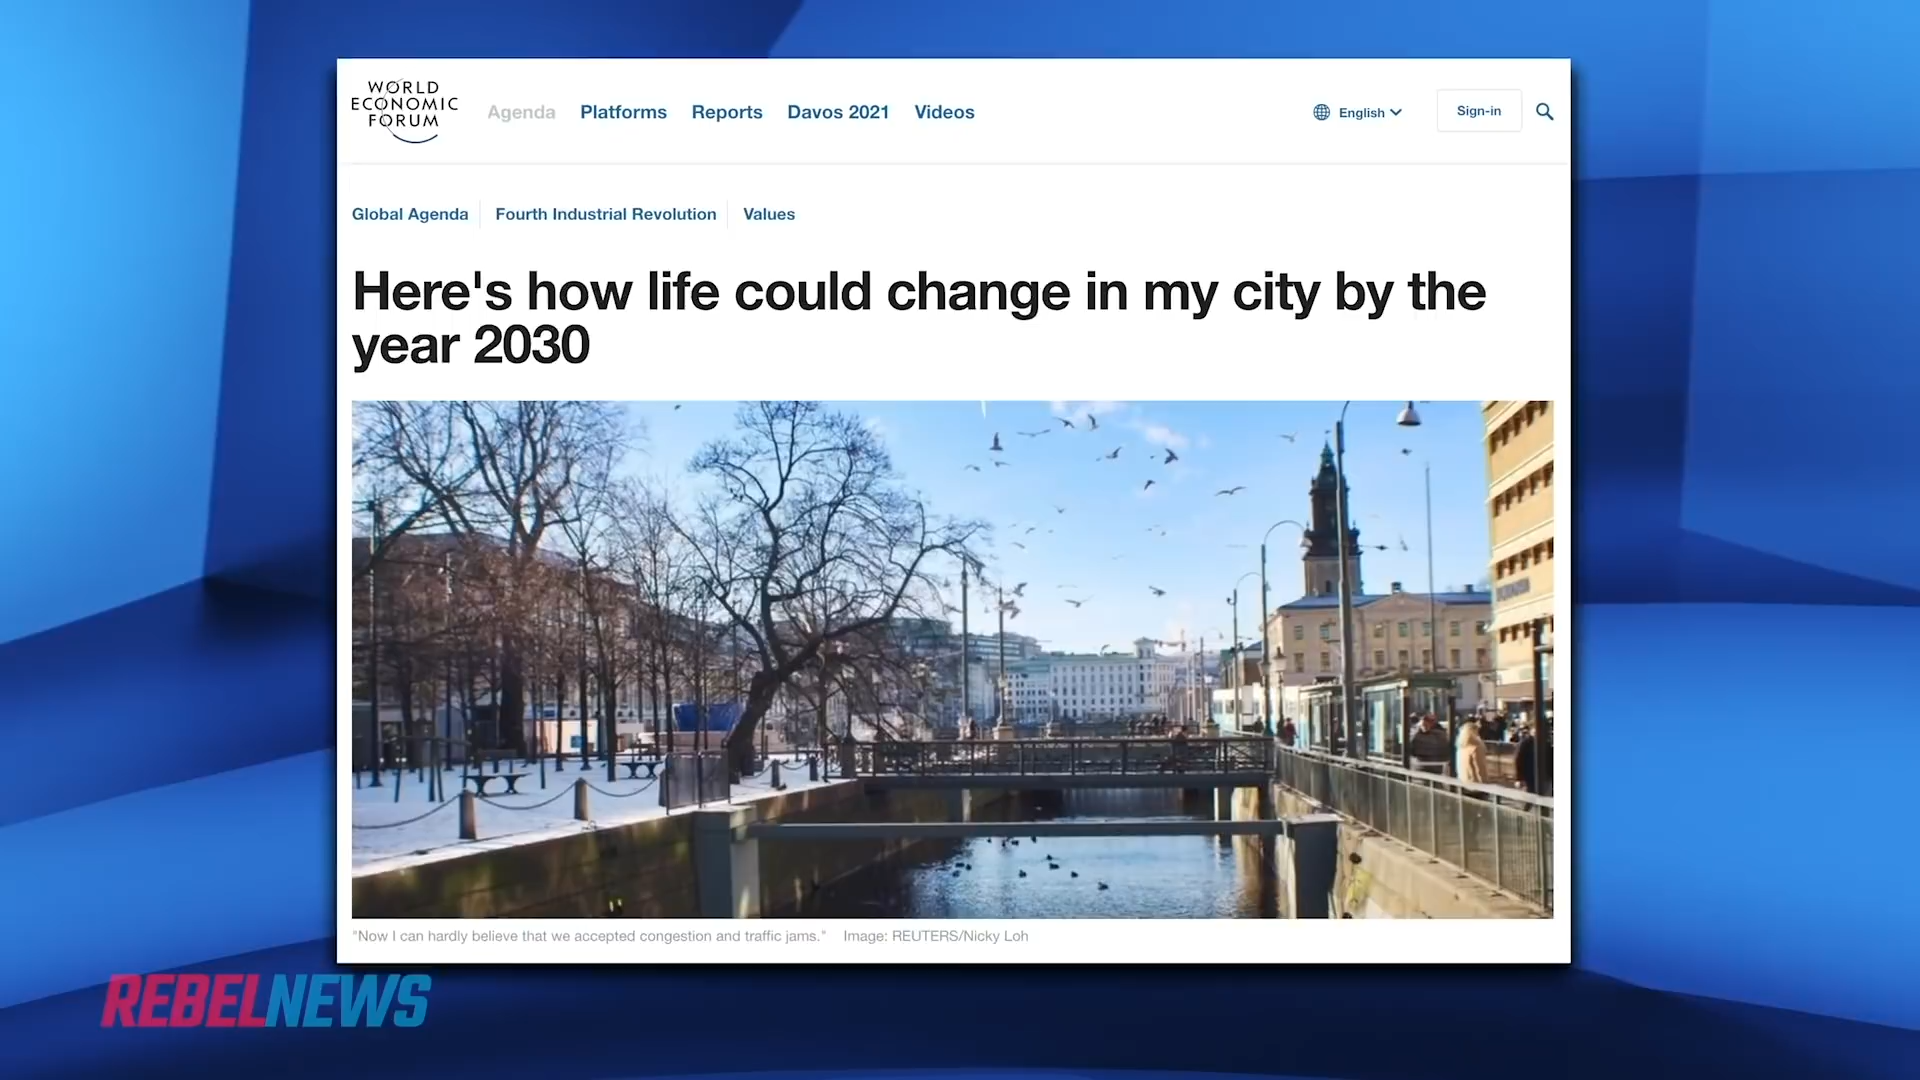 WORLD
ECONOMIC
FORUM
Agenda Platforms Reports Davos 2021 Videos English Sign-in
Global Agenda Fourth Industrial Revolution Values
Here's how life could change in my city by the
year 2030
"Now I can hardly believe that we accepted congestion and traffic jams." Image: REUTERS/Nicky Loh
REBELNEWS